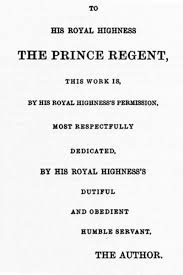 TO
HIS ROYAL HIGHNESS
THE PRINCE REGENT,
THIS WORK IS,
BY HIS ROYAL HIGHNESS'S PERMISSION,
MOST RESPECTFULLY
DEDICATED,
BY HIS ROYAL HIGHNESS'S
DUTIFUL
AND OBEDIENT
HUMBLE SERVANT,
THE AUTHOR.